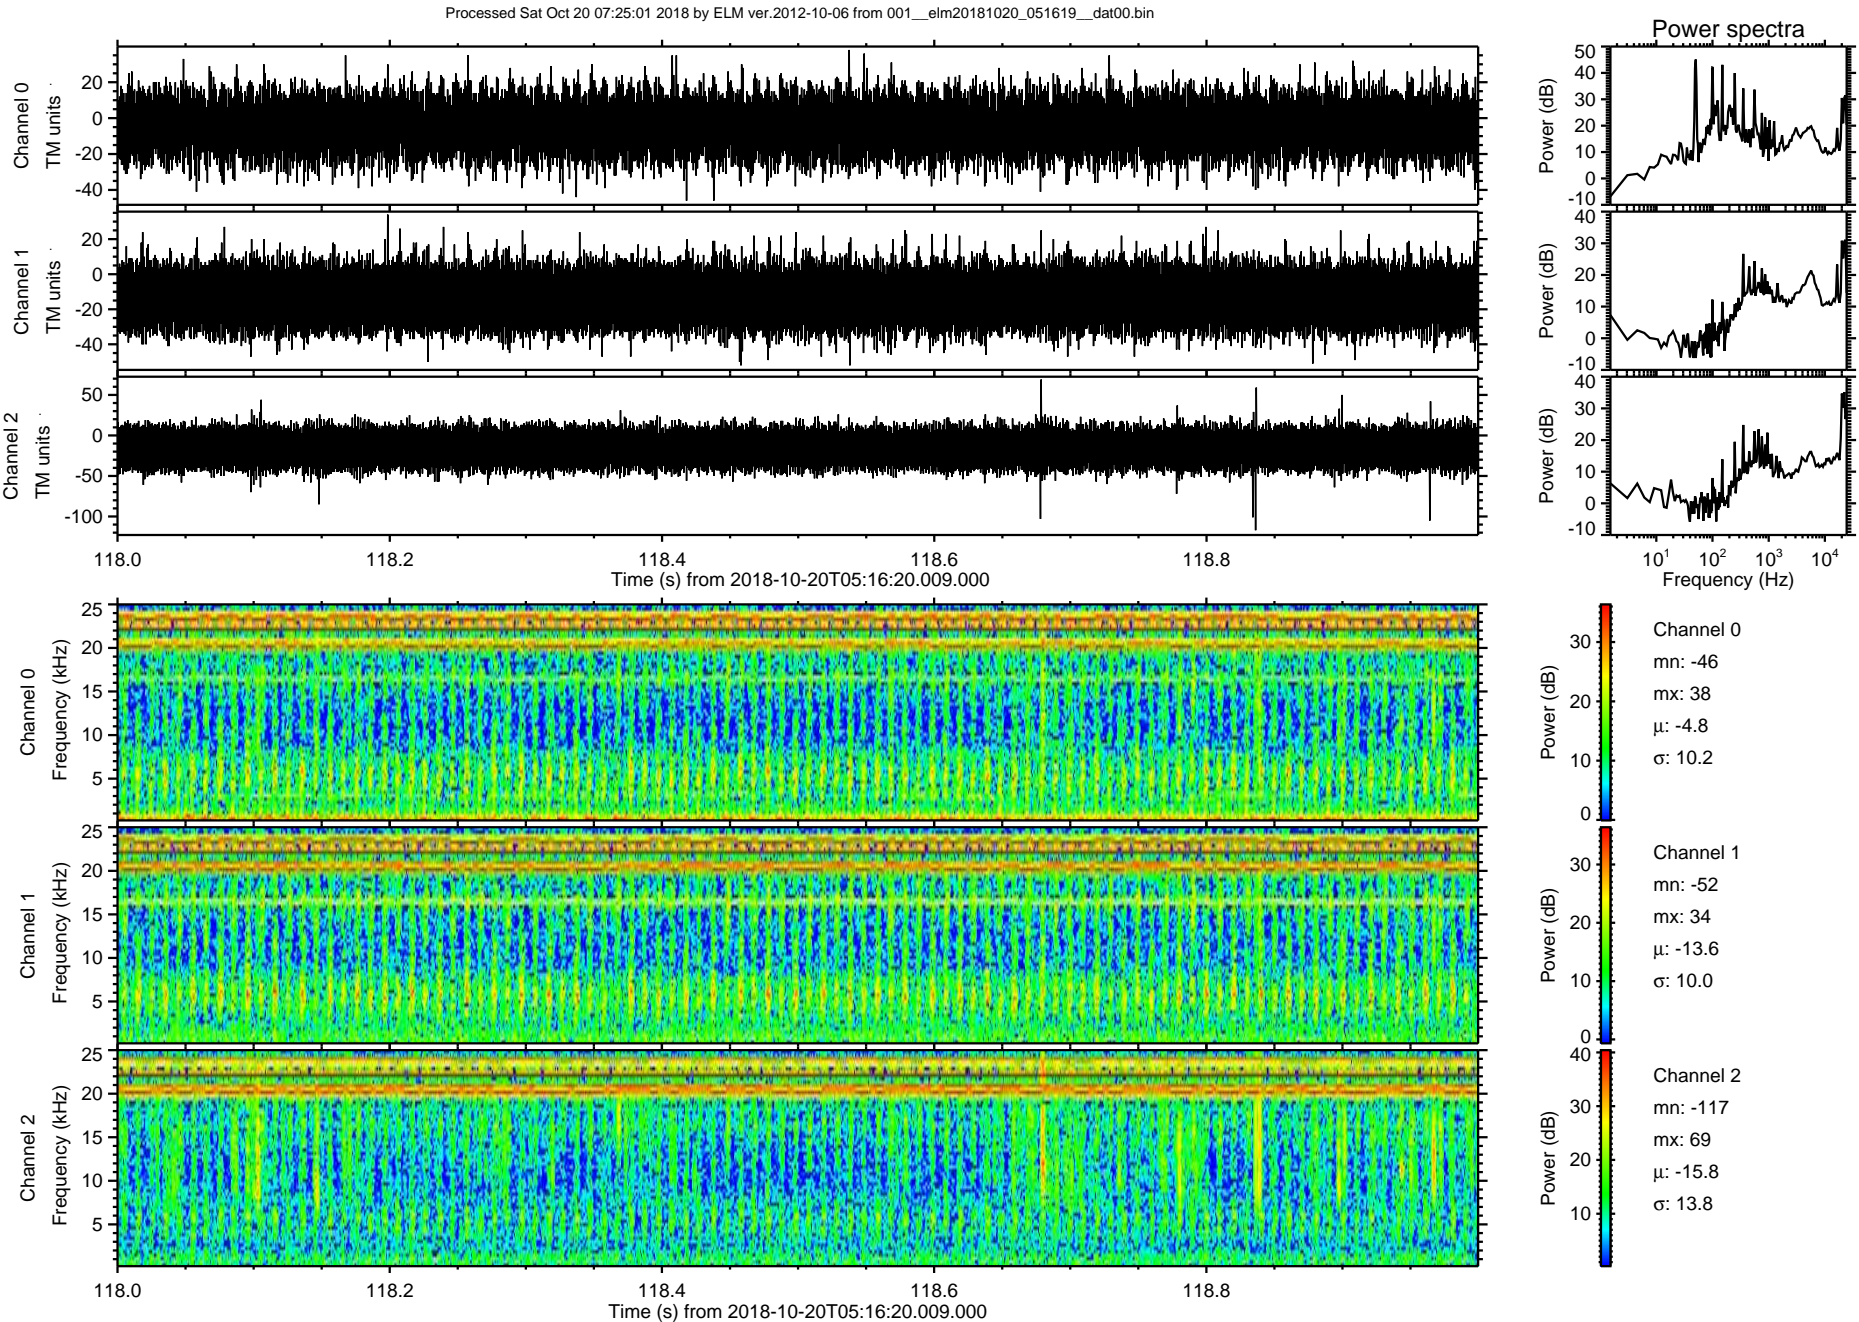 Processed Sat Oct 20 07:25:01 2018 by ELM ver.2012-10-06 from 001__elm20181020_051619__dat00.bin
Power spectra
Channel 0
TM units
20
0
-20
-40
Power (dB)
50
40
30
20
10
0
-10
Channel 1
TM units
20
0
-20
-40
Power (dB)
40
30
20
10
0
-10
Channel 2
TM units
50
0
-50
-100
Power (dB)
40
30
20
10
0
-10
118.0 118.2 118.4 118.6 118.8
Time (s) from 2018-10-20T05:16:20.009.000
10¹ 10² 10³ 10⁴
Frequency (Hz)
Channel 0
Frequency (kHz)
25
20
15
10
5
Power (dB)
30
20
10
0
Channel 0
mn: -46
mx: 38
μ: -4.8
σ: 10.2
Channel 1
Frequency (kHz)
25
20
15
10
5
Power (dB)
30
20
10
0
Channel 1
mn: -52
mx: 34
μ: -13.6
σ: 10.0
Channel 2
Frequency (kHz)
25
20
15
10
5
Power (dB)
40
30
20
10
Channel 2
mn: -117
mx: 69
μ: -15.8
σ: 13.8
118.0 118.2 118.4 118.6 118.8
Time (s) from 2018-10-20T05:16:20.009.000